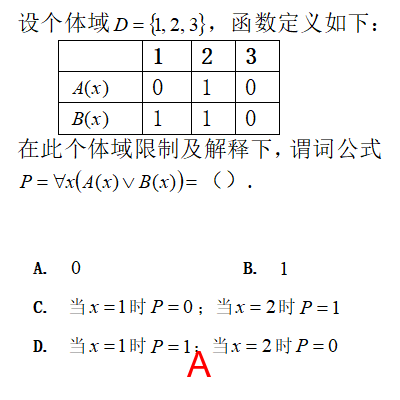 设个体域 D = {1, 2, 3}，函数定义如下：
1 2 3
A(x) 0 1 0
B(x) 1 1 0
在此个体域限制及解释下，谓词公式
P = ∀x(A(x)∨B(x))=（）．
A. 0 B. 1
C. 当 x = 1 时 P = 0；当 x = 2 时 P = 1
D. 当 x = 1 时 P = 1；当 x = 2 时 P = 0
A